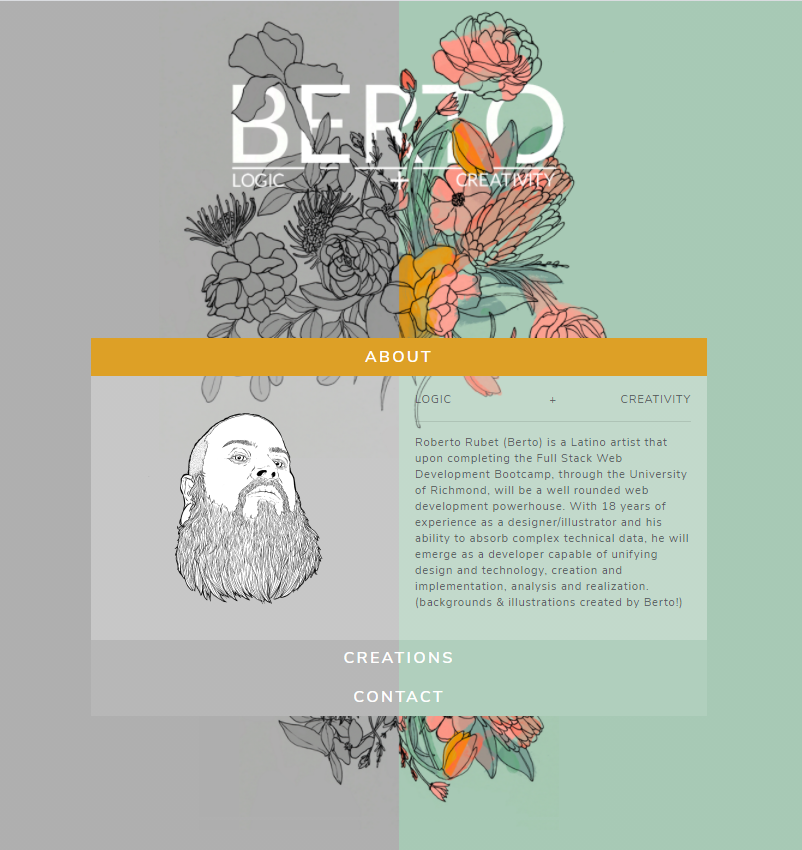 BERTO
LOGIC + CREATIVITY
ABOUT
LOGIC + CREATIVITY
Roberto Rubet (Berto) is a Latino artist that
upon completing the Full Stack Web
Development Bootcamp, through the University
of Richmond, will be a well rounded web
development powerhouse. With 18 years of
experience as a designer/illustrator and his
ability to absorb complex technical data, he will
emerge as a developer capable of unifying
design and technology, creation and
implementation, analysis and realization.
(backgrounds & illustrations created by Berto!)
CREATIONS
CONTACT